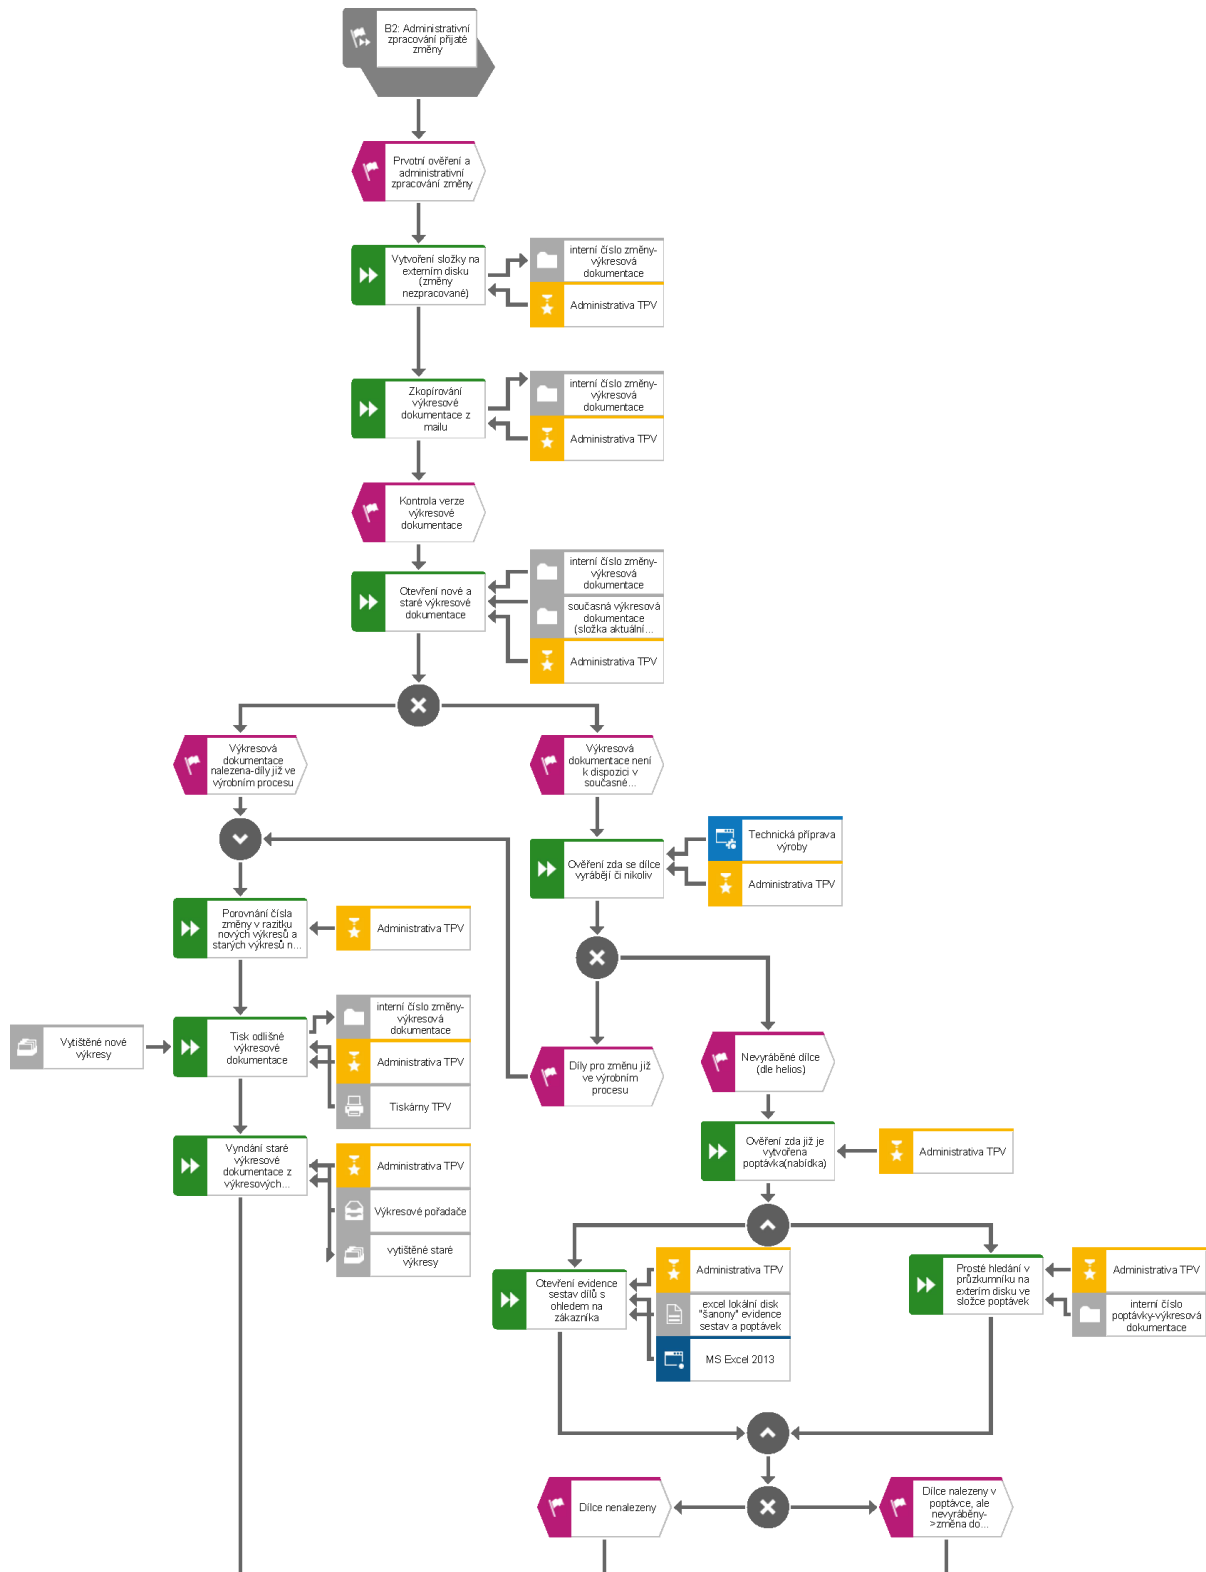 B2: Administrativní
zpracování přijaté
změny
Prvotní ověření a
administrativní
zpracování změny
Vytvoření složky na
externím disku
(změny
nezpracované)
interní číslo změny-
výkresová
dokumentace
Administrativa TPV
Zkopírování
výkresové
dokumentace z
mailu
interní číslo změny-
výkresová
dokumentace
Administrativa TPV
Kontrola verze
výkresové
dokumentace
Otevření nové a
staré výkresové
dokumentace
interní číslo změny-
výkresová
dokumentace
současná výkresová
dokumentace
(složka aktuální...
Administrativa TPV
Výkresová
dokumentace
nalezena-díly již ve
výrobním procesu
Výkresová
dokumentace není
k dispozici v
současné...
Ověření zda se dílce
vyrábějí či nikoliv
Technická příprava
výroby
Administrativa TPV
Porovnání čísla
změny v razitku
nových výkresů a
starých výkresů n...
Administrativa TPV
Vytištěné nové
výkresy
Tisk odlišné
výkresové
dokumentace
interní číslo změny-
výkresová
dokumentace
Administrativa TPV
Tiskárny TPV
Díly pro změnu již
ve výrobním
procesu
Nevyráběné dílce
(dle helios)
Vyndání staré
výkresové
dokumentace z
výkresových...
Administrativa TPV
Výkresové pořadače
vytištěné staré
výkresy
Ověření zda již je
vytvořena
poptávka(nabídka)
Administrativa TPV
Otevření evidence
sestav dílů s
ohledem na
zákazníka
Administrativa TPV
excel lokální disk
"šanony" evidence
sestav a poptávek
MS Excel 2013
Prosté hledání v
průzkumníku na
exterím disku ve
složce poptávek
Administrativa TPV
interní číslo
poptávky-výkresová
dokumentace
Dílce nenalezeny
Dílce nalezeny v
poptávce, ale
nevyráběny-
>změna do...